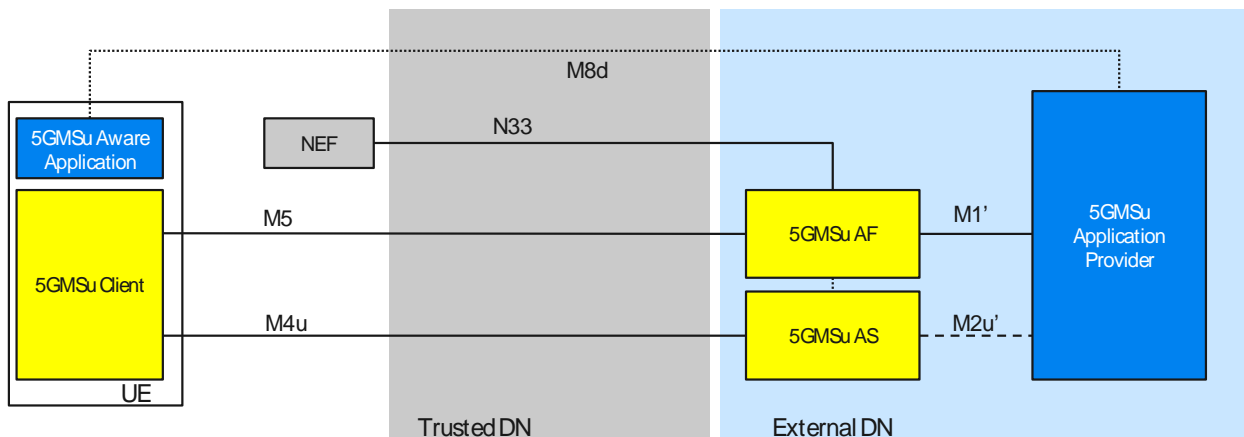 M8d
5GMSu Aware
Application
NEF
N33
M5
5GMSu AF
M1’
5GMSu
Application
Provider
5GMSu Client
M4u
5GMSu AS
M2u’
UE
Trusted DN
External DN